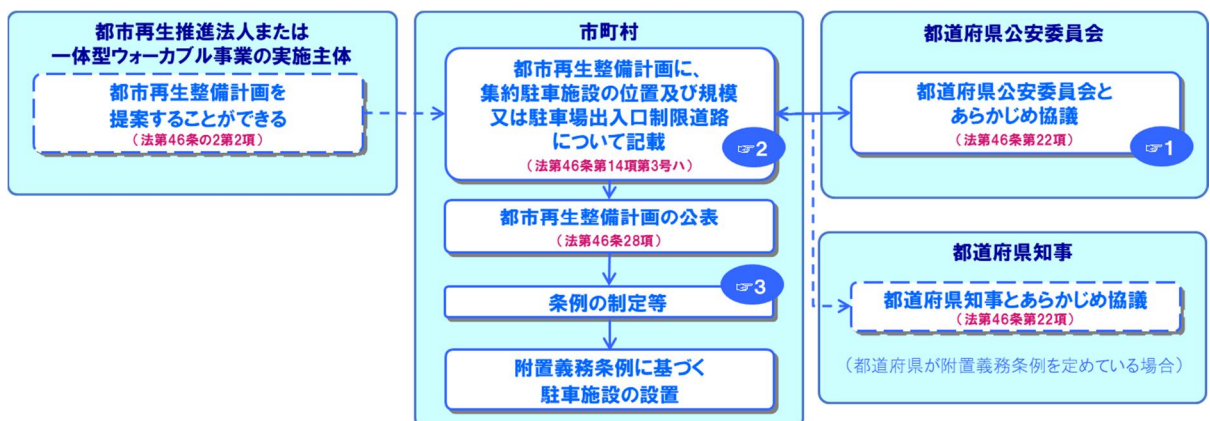 都市再生推進法人または
一体型ウォーカブル事業の実施主体
都市再生整備計画を
提案することができる
(法第46条の2第2項)
市町村
都市再生整備計画に、
集約駐車施設の位置及び規模
又は駐車場出入口制限道路
について記載
(法第46条第14項第3号ハ)
☞2
都市再生整備計画の公表
(法第46条28項)
☞3
条例の制定等
附置義務条例に基づく
駐車施設の設置
都道府県公安委員会
都道府県公安委員会と
あらかじめ協議
(法第46条第22項)
☞1
都道府県知事
都道府県知事とあらかじめ協議
(法第46条第22項)
(都道府県が附置義務条例を定めている場合)